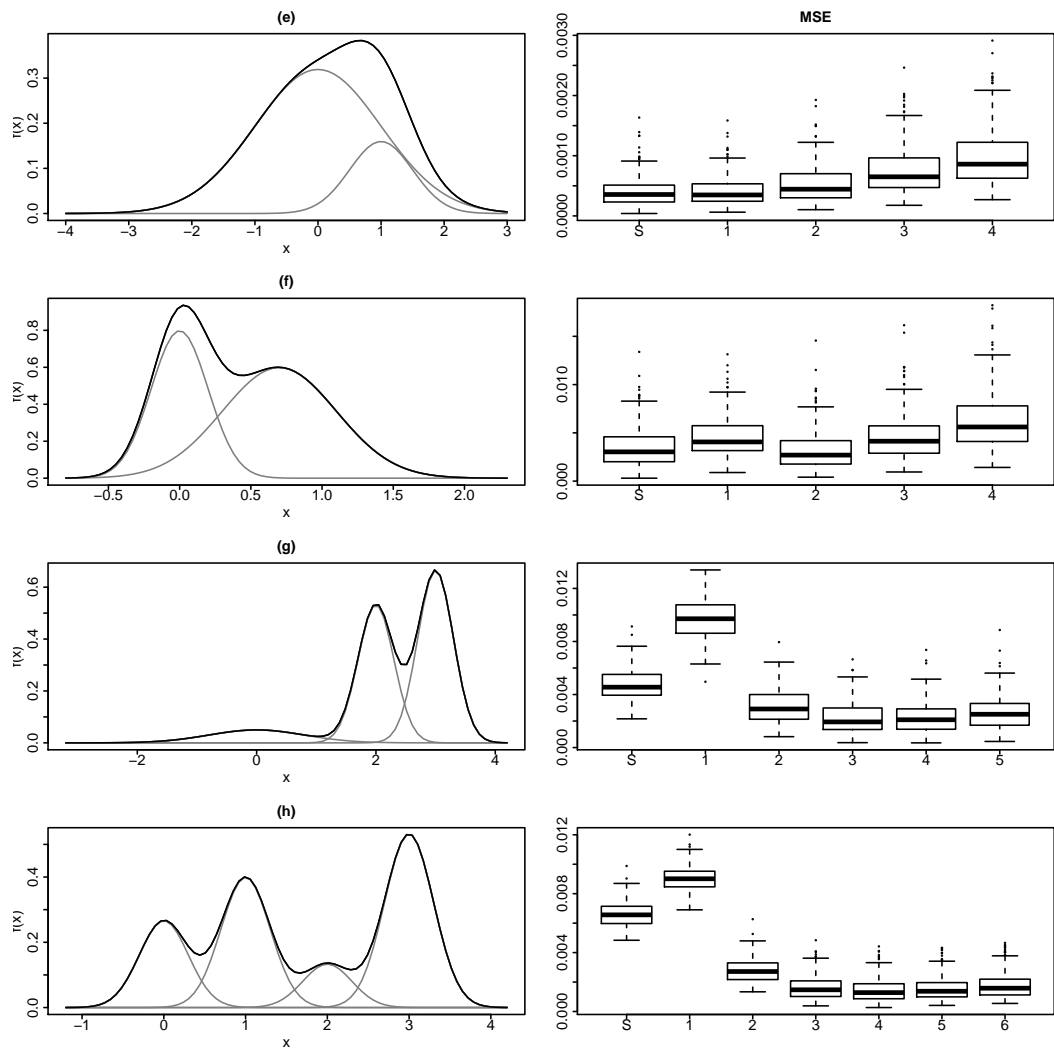 (e)
MSE
0.0 0.1 0.2 0.3
−4 −3 −2 −1 0 1 2 3
x
0.0000 0.0010 0.0020 0.0030
S 1 2 3 4
(f)
0.0 0.2 0.4 0.6 0.8
−0.5 0.0 0.5 1.0 1.5 2.0
x
0.000 0.010
S 1 2 3 4
(g)
0.0 0.2 0.4 0.6
−2 0 2 4
x
0.000 0.004 0.008 0.012
S 1 2 3 4 5
(h)
0.0 0.2 0.4
−1 0 1 2 3 4
x
0.000 0.004 0.008 0.012
S 1 2 3 4 5 6